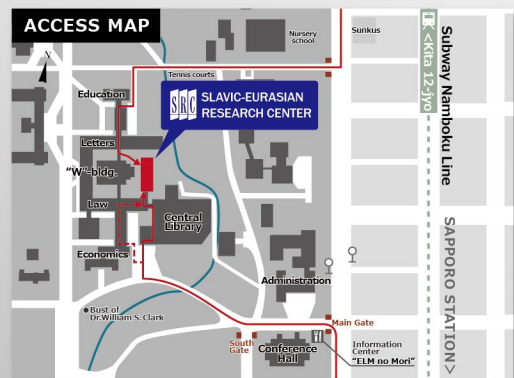 ACCESS MAP
N
Nursery
school
Sunkus
<Kita 12-jyo
Subway Namboku Line
Tennis courts
Education
SRC
SLAVIC-EURASIAN
RESEARCH CENTER
Letters
"W"-bldg.
Law
Central
Library
Economics
Administration
SAPPORO STATION>
Bust of
Dr.William S. Clark
Main Gate
South
Gate
Conference
Hall
Information
Center
"ELM no Mori"